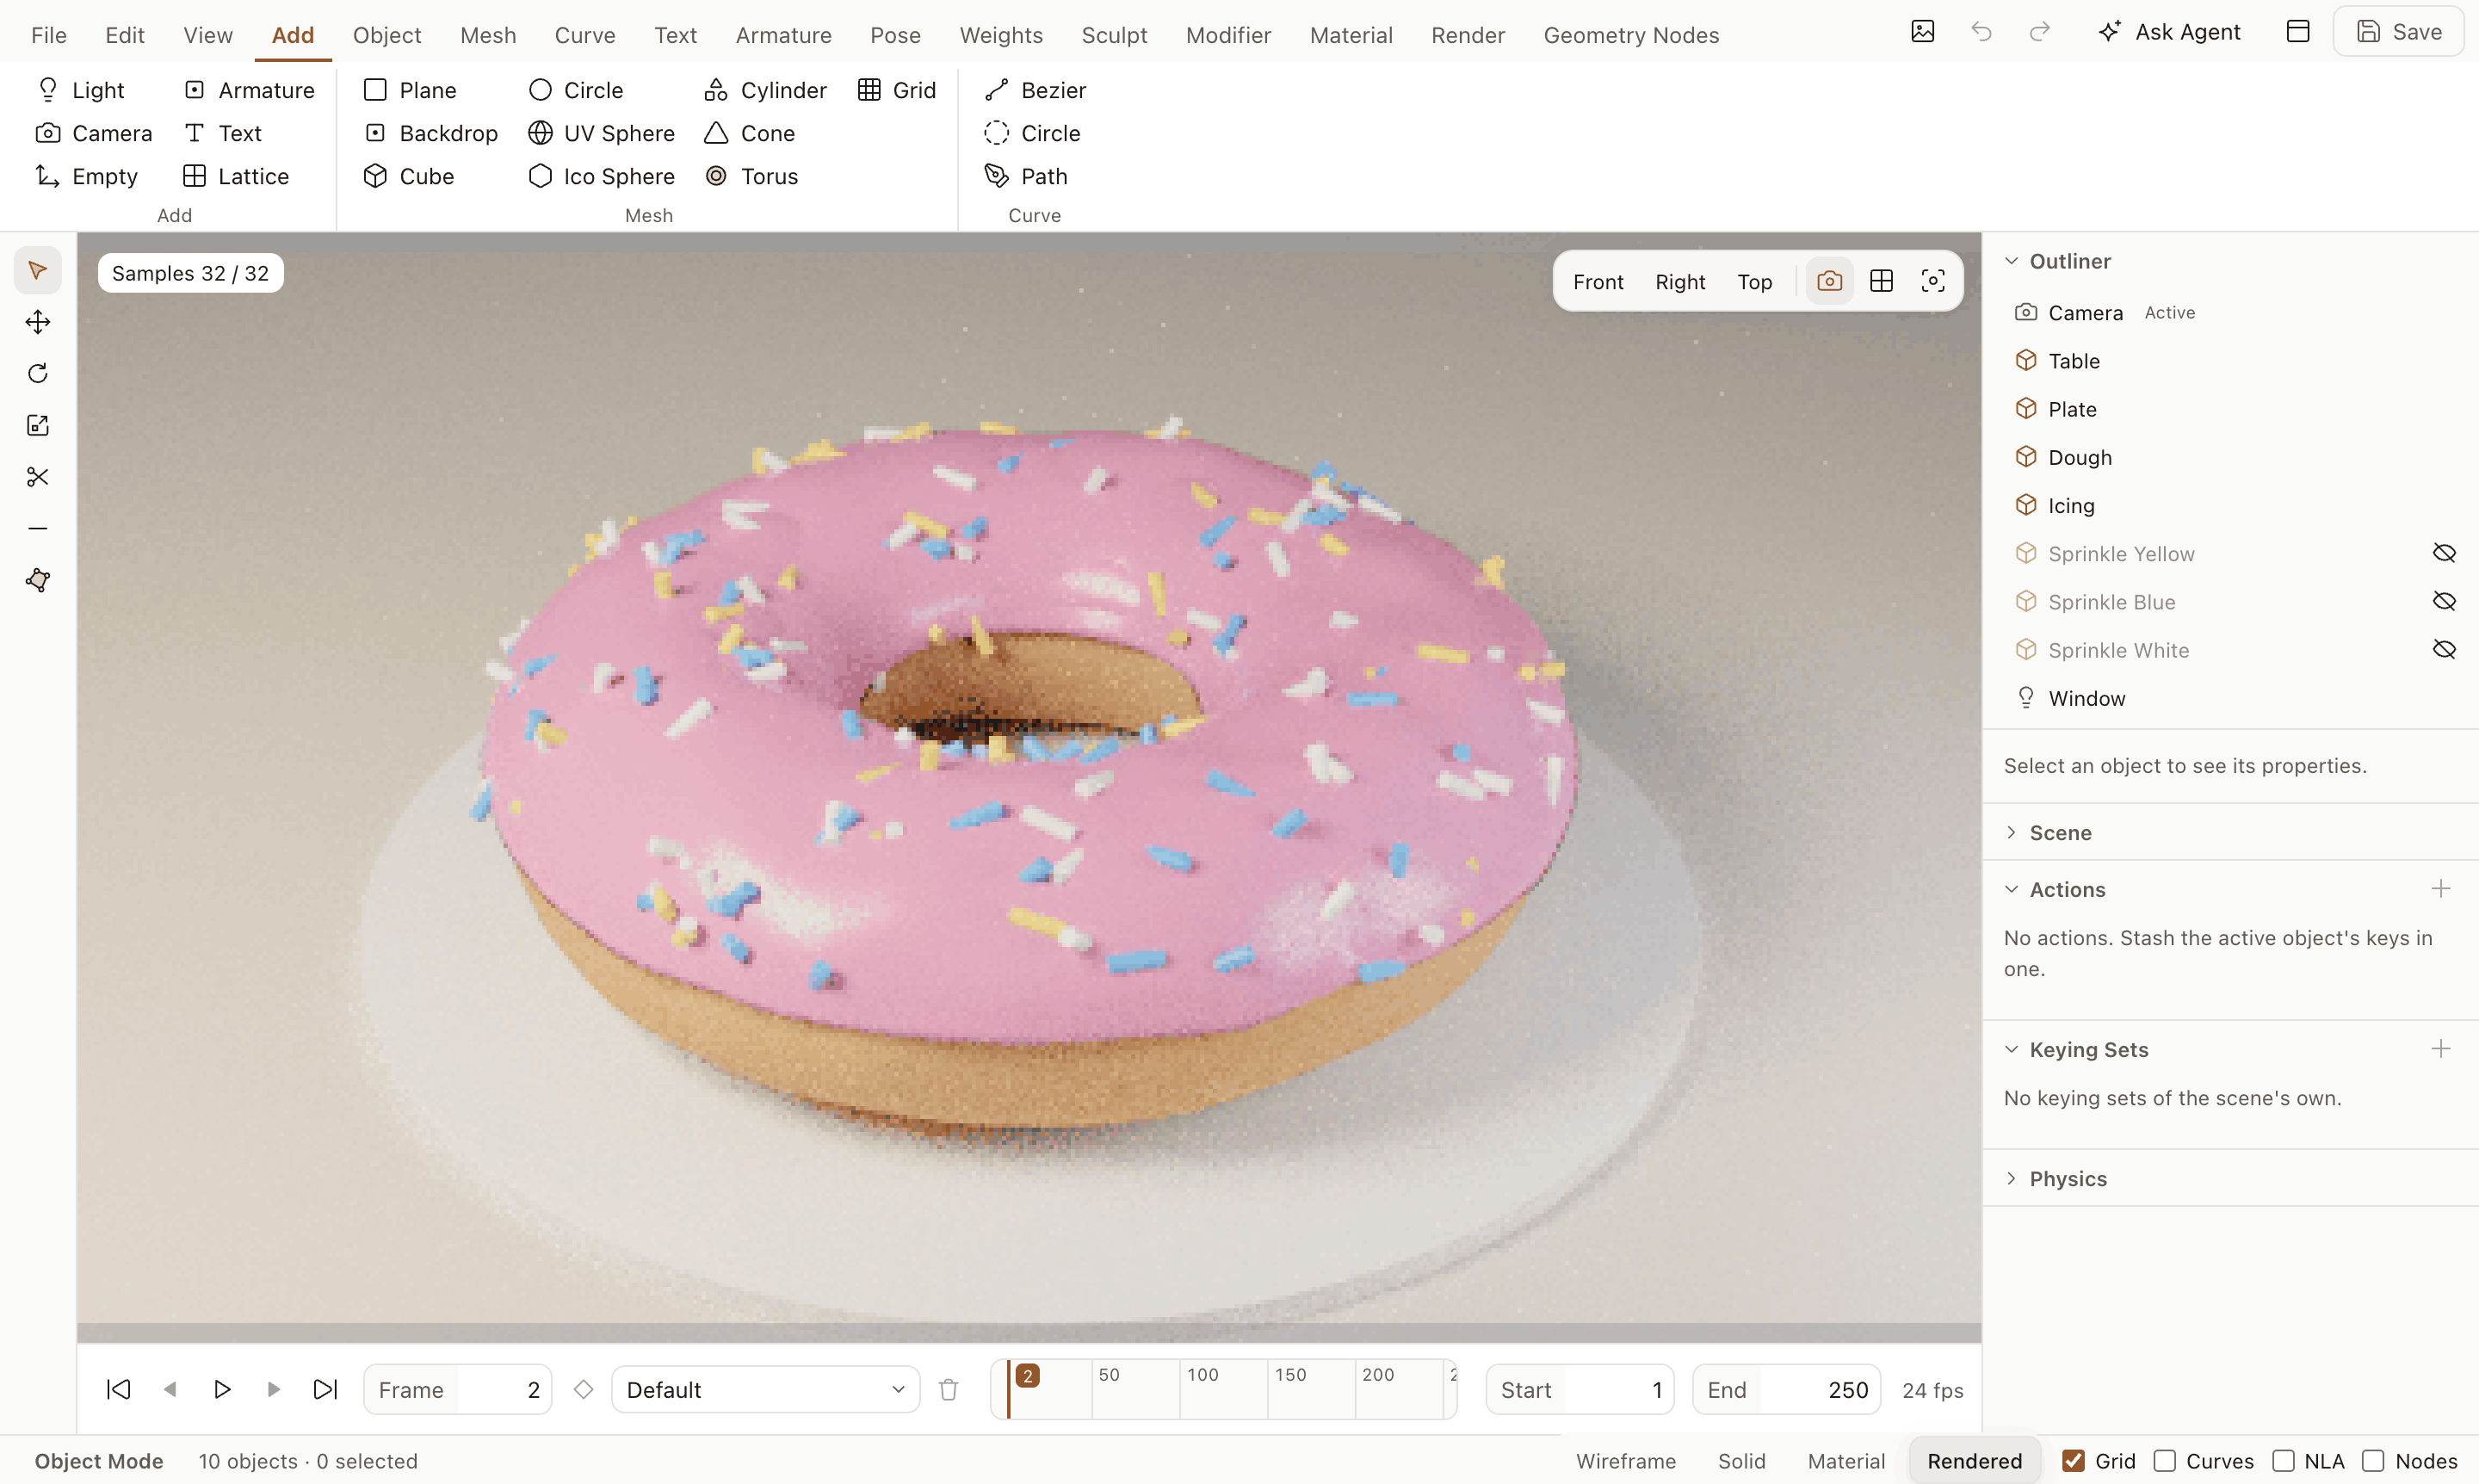 File Edit View Add Object Mesh Curve Text Armature Pose Weights Sculpt Modifier Material Render Geometry Nodes Ask Agent Save
Light Armature Plane Circle Cylinder Grid Bezier
Camera Text Backdrop UV Sphere Cone Circle
Empty Lattice Cube Ico Sphere Torus Path
Add Mesh Curve
Samples 32 / 32
Front Right Top
Outliner
Camera Active
Table
Plate
Dough
Icing
Sprinkle Yellow
Sprinkle Blue
Sprinkle White
Window
Select an object to see its properties.
Scene
Actions
No actions. Stash the active object's keys in
one.
Keying Sets
No keying sets of the scene's own.
Physics
Frame 2 Default 2 50 100 150 200 Start 1 End 250 24 fps
Object Mode 10 objects · 0 selected Wireframe Solid Material Rendered Grid Curves NLA Nodes